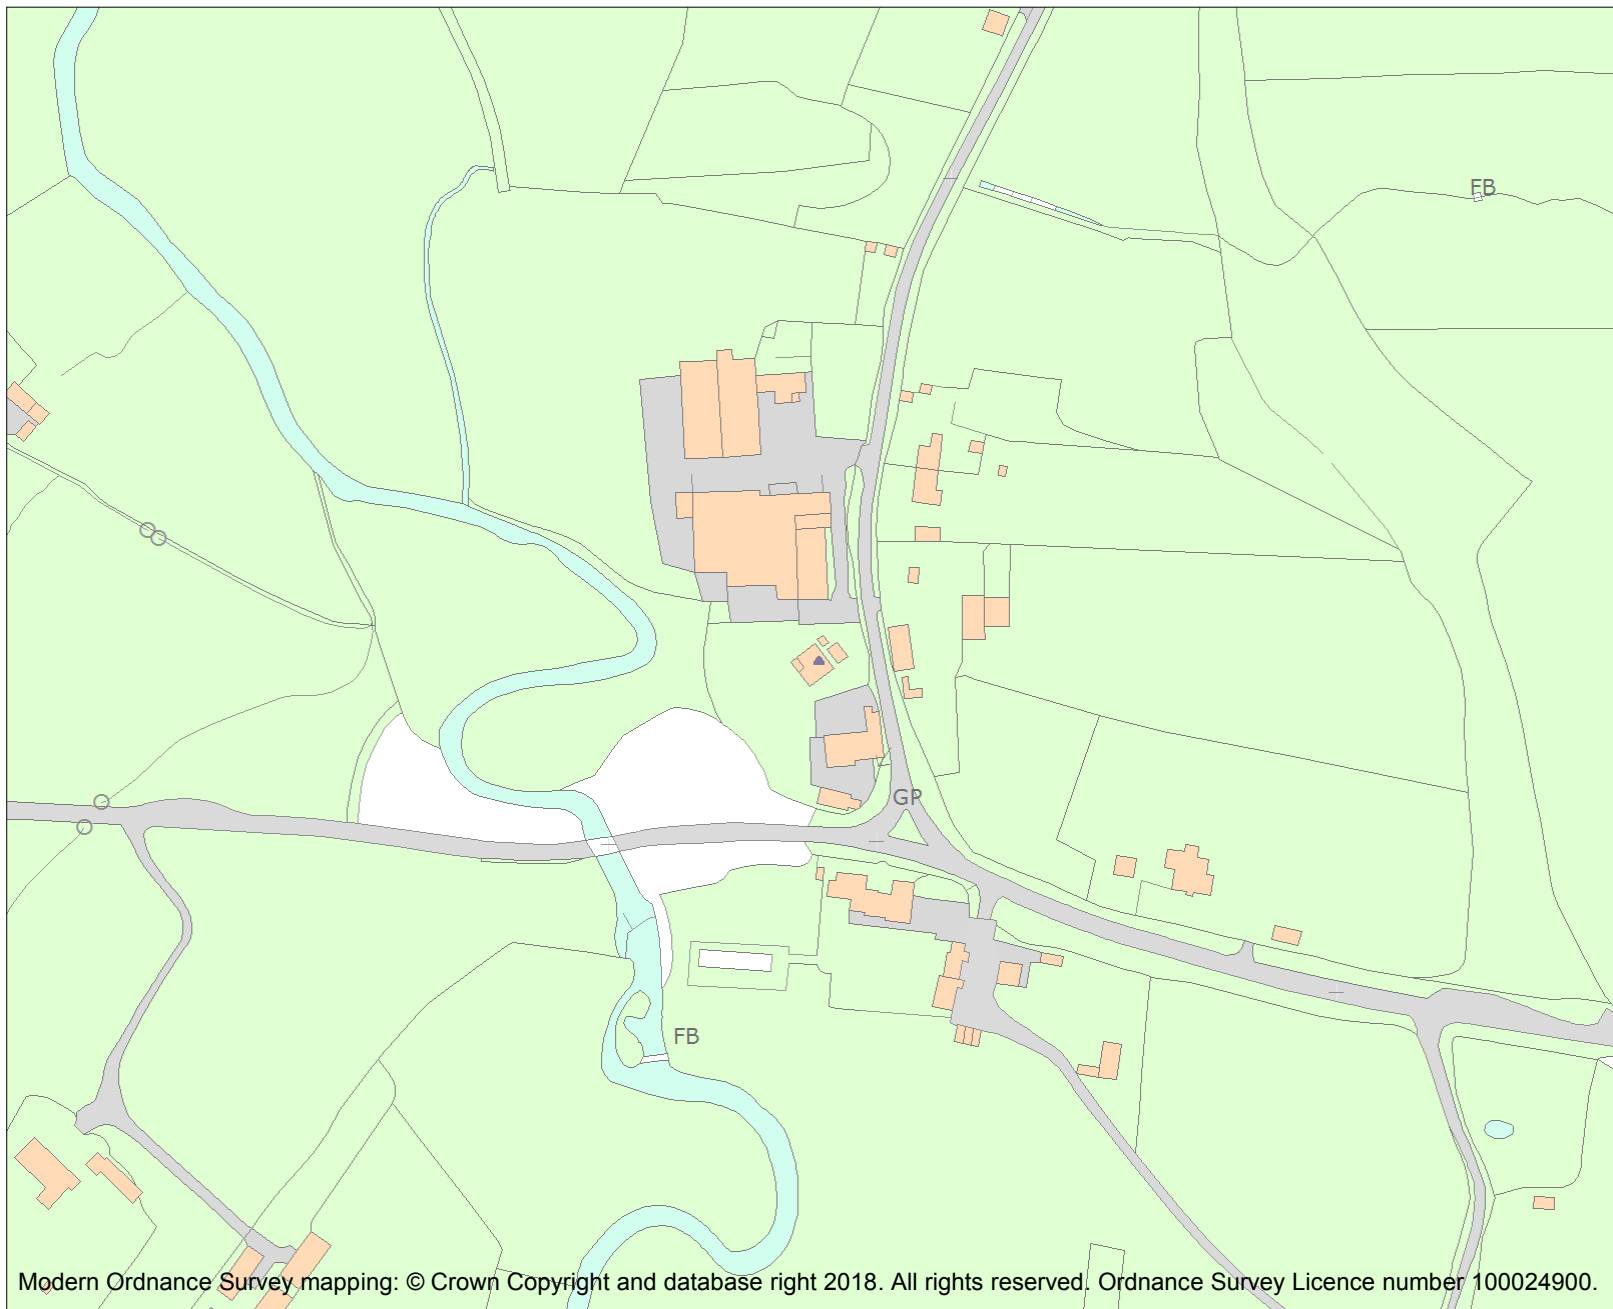 FB
GP
FB
Modern Ordnance Survey mapping: © Crown Copyright and database right 2018. All rights reserved. Ordnance Survey Licence number 100024900.